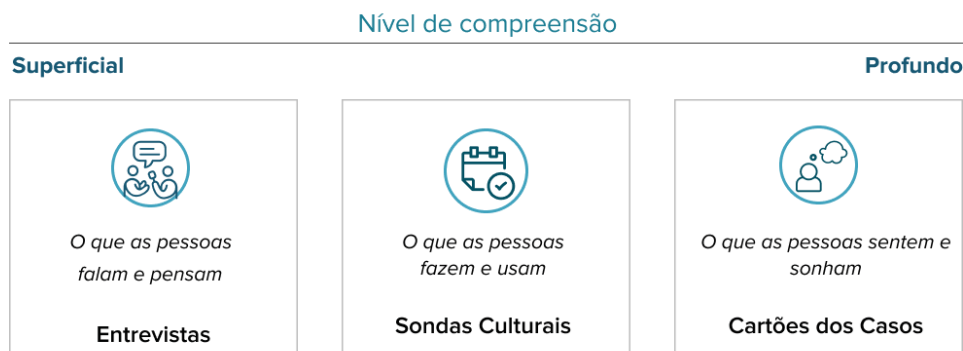 Nível de compreensão
Superficial
Profundo
O que as pessoas
falam e pensam
Entrevistas
O que as pessoas
fazem e usam
Sondas Culturais
O que as pessoas sentem e
sonham
Cartões dos Casos